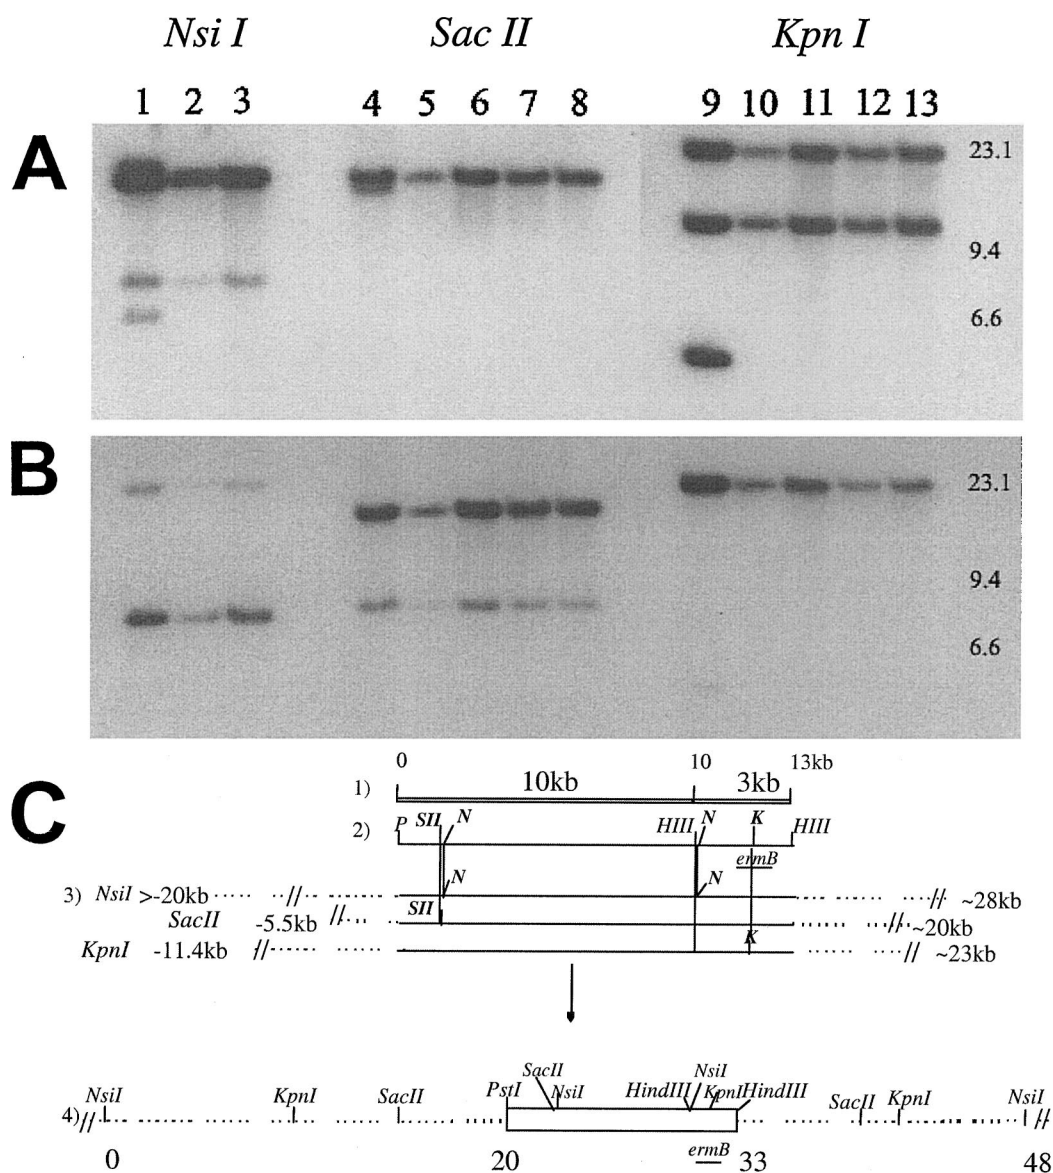 Nsi I Sac II Kpn I
1 2 3 4 5 6 7 8 9 10 11 12 13
A
23.1
9.4
6.6
B
23.1
9.4
6.6
C
0 10 13kb
1) 10kb 3kb
2) P SII N HIII N K HIII
ermB
N N
3) NsiI >-20kb ~28kb
SII
SacII -5.5kb ~20kb
K
KpnI -11.4kb ~23kb
SacII NsiI
NsiI KpnI SacII PstI NsiI HindIII KpnI HindIII SacII KpnI NsiI
4)
0 20 ermB 33 48